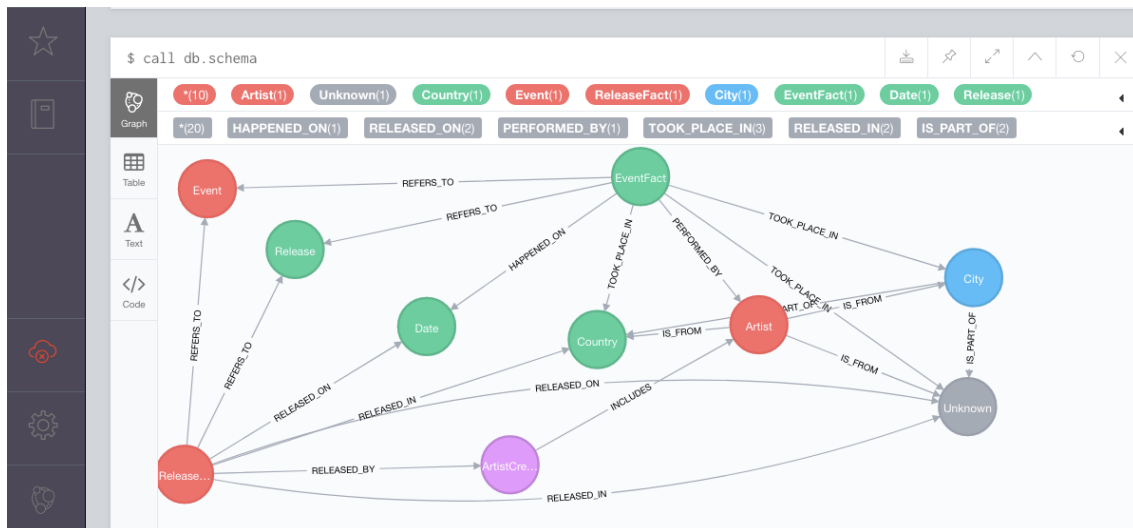 $ call db.schema
*(10) Artist(1) Unknown(1) Country(1) Event(1) ReleaseFact(1) City(1) EventFact(1) Date(1) Release(1)
Graph
*(20) HAPPENED_ON(1) RELEASED_ON(2) PERFORMED_BY(1) TOOK_PLACE_IN(3) RELEASED_IN(2) IS_PART_OF(2)
Table
A
Text
</>
Code
EventFact
REFERS_TO
Event
REFERS_TO
TOOK_PLACE_IN
PERFORMED_BY
Release
HAPPENED_ON
TOOK_PLACE_IN
TOOK_PLACE_IN
City
PART_OF
IS_FROM
Date
Country
IS_FROM
Artist
REFERS_TO
REFERS_TO
IS_FROM
IS_PART_OF
RELEASED_ON
RELEASED_IN
RELEASED_ON
INCLUDES
Unknown
Release...
RELEASED_BY
ArtistCre...
RELEASED_IN